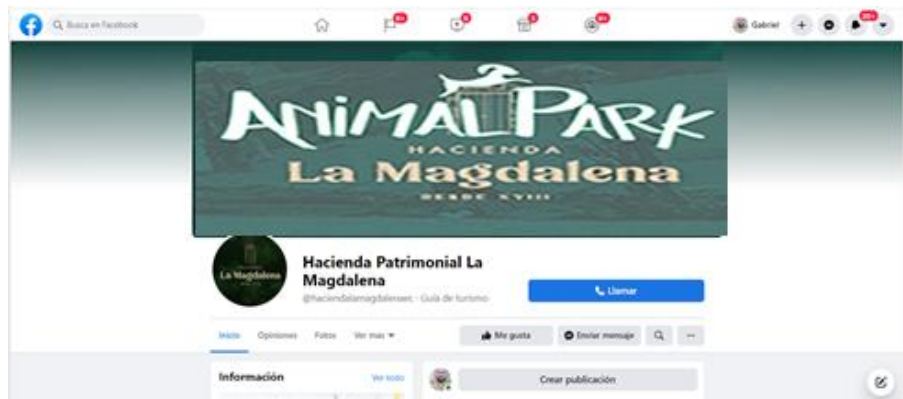 Busca en Facebook
Gabriel
20+
ANIMAL PARK
HACIENDA
La Magdalena
DESDE XVIII
La Magdalena
Hacienda Patrimonial La
Magdalena
@haciendalamagdalenaec · Guía de turismo
Llamar
Inicio Opiniones Fotos Ver más
Me gusta Enviar mensaje
Información Ver todo
Crear publicación